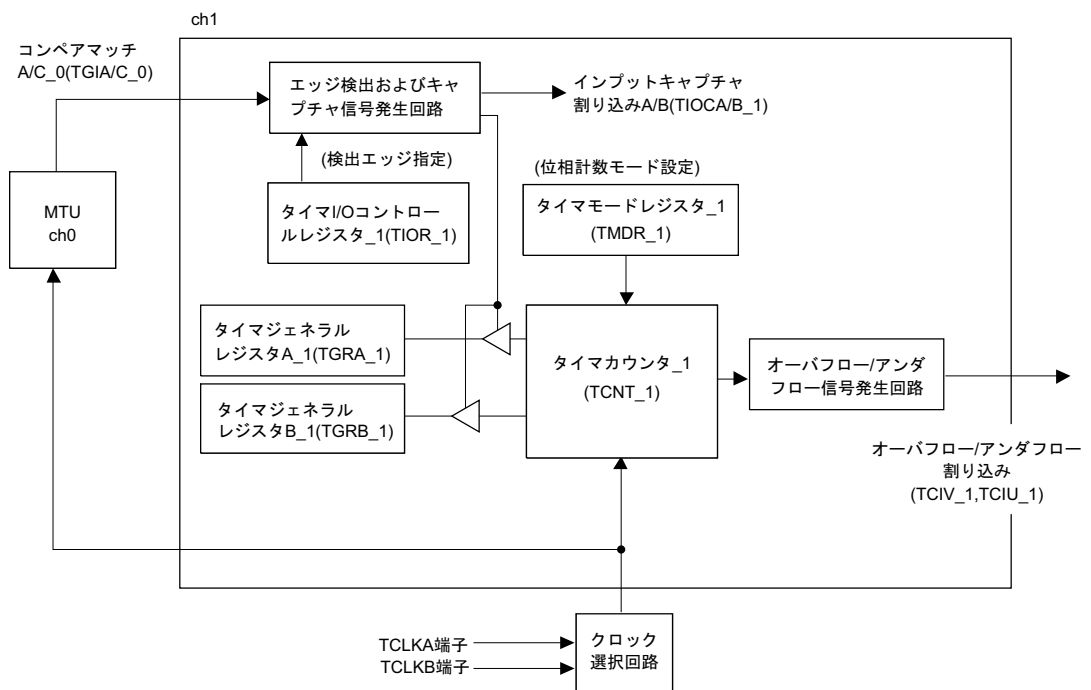 ch1
コンペアマッチ
A/C_0(TGIA/C_0)
エッジ検出およびキャ
プチャ信号発生回路
インプットキャプチャ
割り込みA/B(TIOCA/B_1)
(検出エッジ指定)
(位相計数モード設定)
MTU
ch0
タイマI/Oコントロー
ルレジスタ_1(TIOR_1)
タイマモードレジスタ_1
(TMDR_1)
タイマジェネラル
レジスタA_1(TGRA_1)
タイマカウンタ_1
(TCNT_1)
オーバフロー/アンダ
フロー信号発生回路
タイマジェネラル
レジスタB_1(TGRB_1)
オーバフロー/アンダフロー
割り込み
(TCIV_1,TCIU_1)
TCLKA端子
TCLKB端子
クロック
選択回路